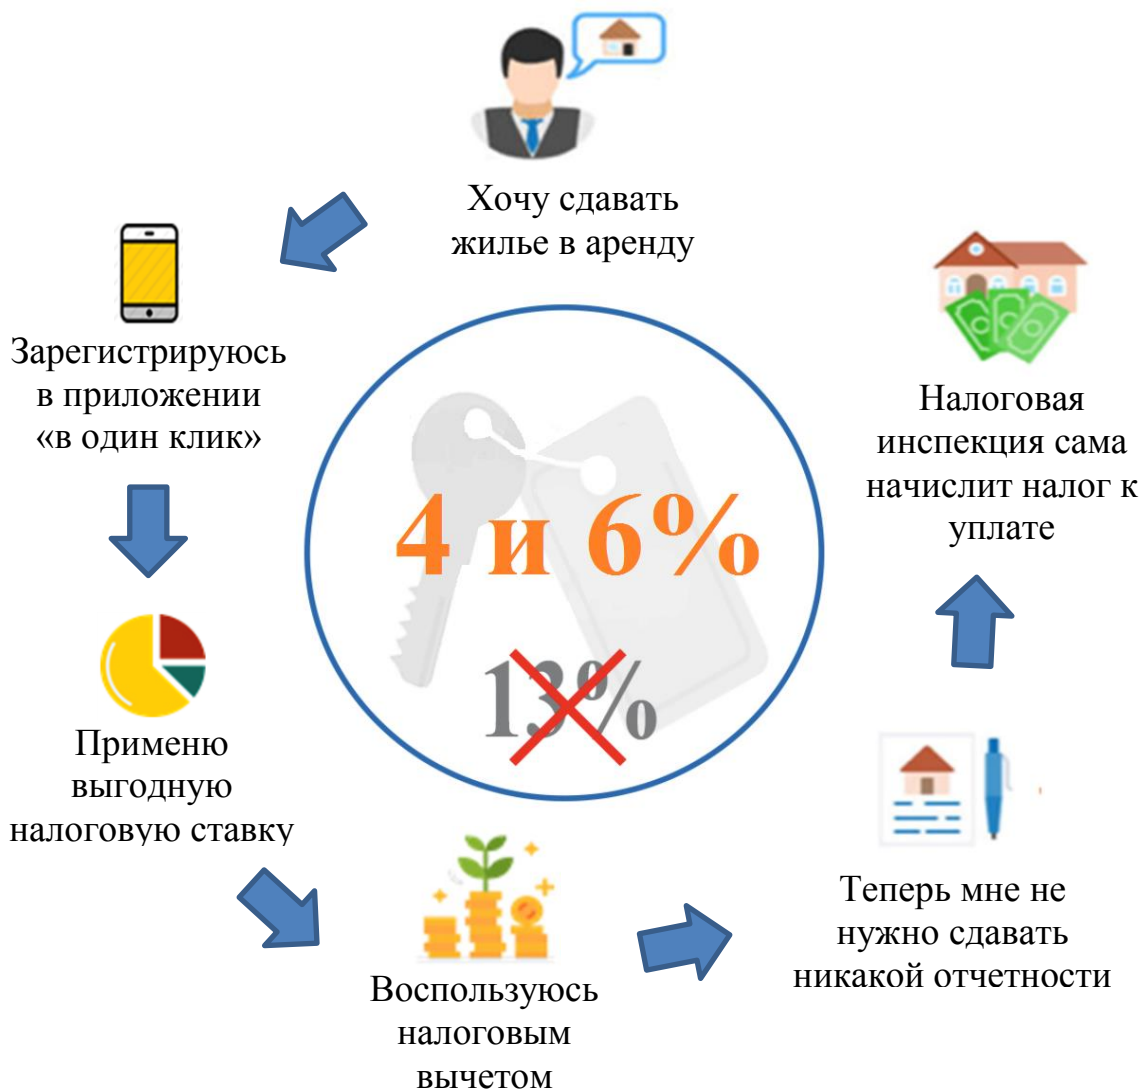 Хочу сдавать
жилье в аренду
Зарегистрируюсь
в приложении
«в один клик»
Применю
выгодную
налоговую ставку
Воспользуюсь
налоговым
вычетом
Теперь мне не
нужно сдавать
никакой отчетности
Налоговая
инспекция сама
начислит налог к
уплате
4 и 6%
13%